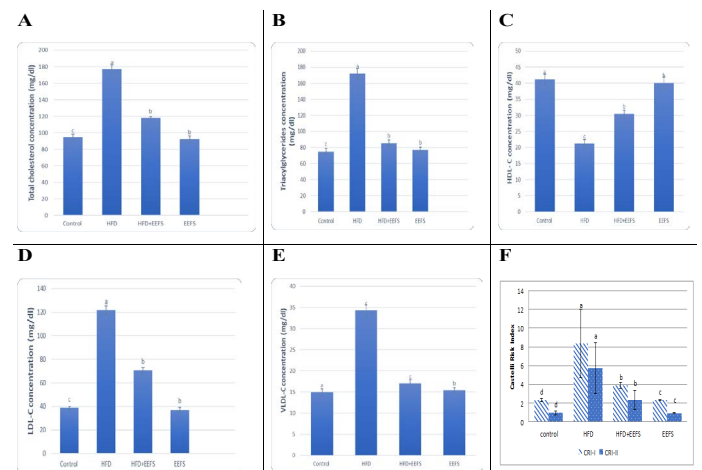 A
Total cholesterol concentration (mg/dl)
200
180
160
140
120
100
80
60
40
20
0
c
a
b
b
Control HFD HFD+EEFS EEFS
B
Triacylglycerides concentration
(mg/dl)
200
180
160
140
120
100
80
60
40
20
0
c
a
b
b
Control HFD HFD+EEFS EEFS
C
HDL- C concentration (mg/dl)
50
45
40
35
30
25
20
15
10
5
0
c
b
Control HFD HFD+EEFS EEFS
D
LDL-C concentration (mg/dl)
140
120
100
80
60
40
20
0
c
a
b
b
Control HFD HFD+EEFS EEFS
E
VLDL-C concentration (mg/dl)
40
35
30
25
20
15
10
5
0
c
b
Control HFD HFD+EEFS EEFS
F
Castelli Risk Index
14
12
10
8
6
4
2
0
d
d
a
a
b
b
c
c
control HFD HFD+EEFS EEFS
CRI-I CRI-II